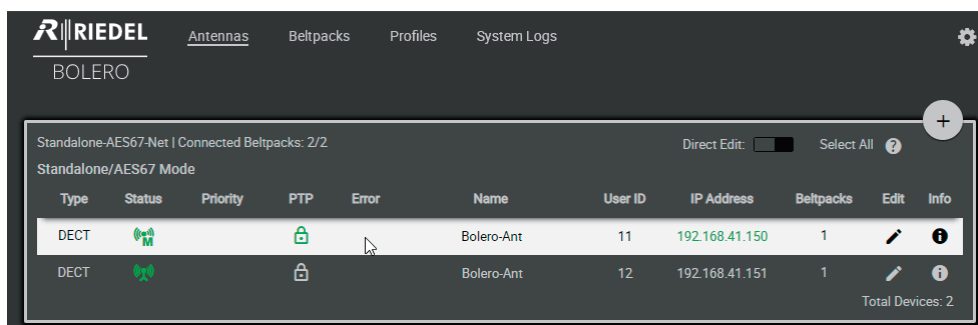 RIEDEL Antennas Beltpacks Profiles System Logs
BOLERO
+
Standalone-AES67-Net | Connected Beltpacks: 2/2 Direct Edit: Select All ?
Standalone/AES67 Mode
Type Status Priority PTP Error Name User ID IP Address Beltpacks Edit Info
DECT M Bolero-Ant 11 192.168.41.150 1
DECT Bolero-Ant 12 192.168.41.151 1
Total Devices: 2